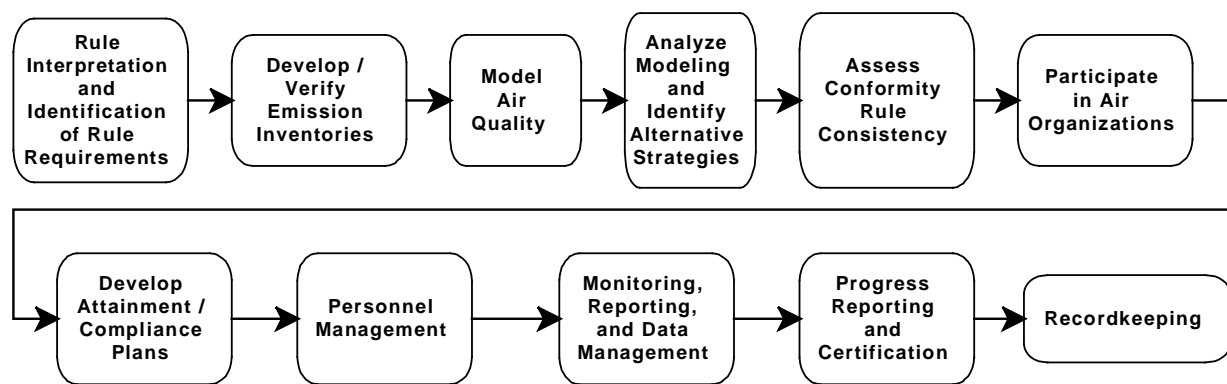 Rule
Interpretation
and
Identification
of Rule
Requirements
Develop /
Verify
Emission
Inventories
Model
Air
Quality
Analyze
Modeling
and
Identify
Alternative
Strategies
Assess
Conformity
Rule
Consistency
Participate
in Air
Organizations
Develop
Attainment /
Compliance
Plans
Personnel
Management
Monitoring,
Reporting,
and Data
Management
Progress
Reporting
and
Certification
Recordkeeping